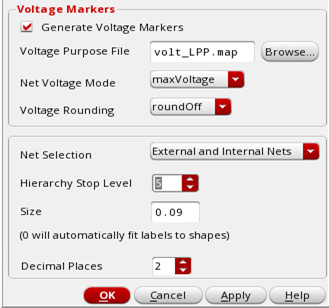 Voltage Markers
Generate Voltage Markers
Voltage Purpose File volt_LPP.map Browse...
Net Voltage Mode maxVoltage
Voltage Rounding roundOff
Net Selection External and Internal Nets
Hierarchy Stop Level 5
Size 0.09
(0 will automatically fit labels to shapes)
Decimal Places 2
OK Cancel Apply Help